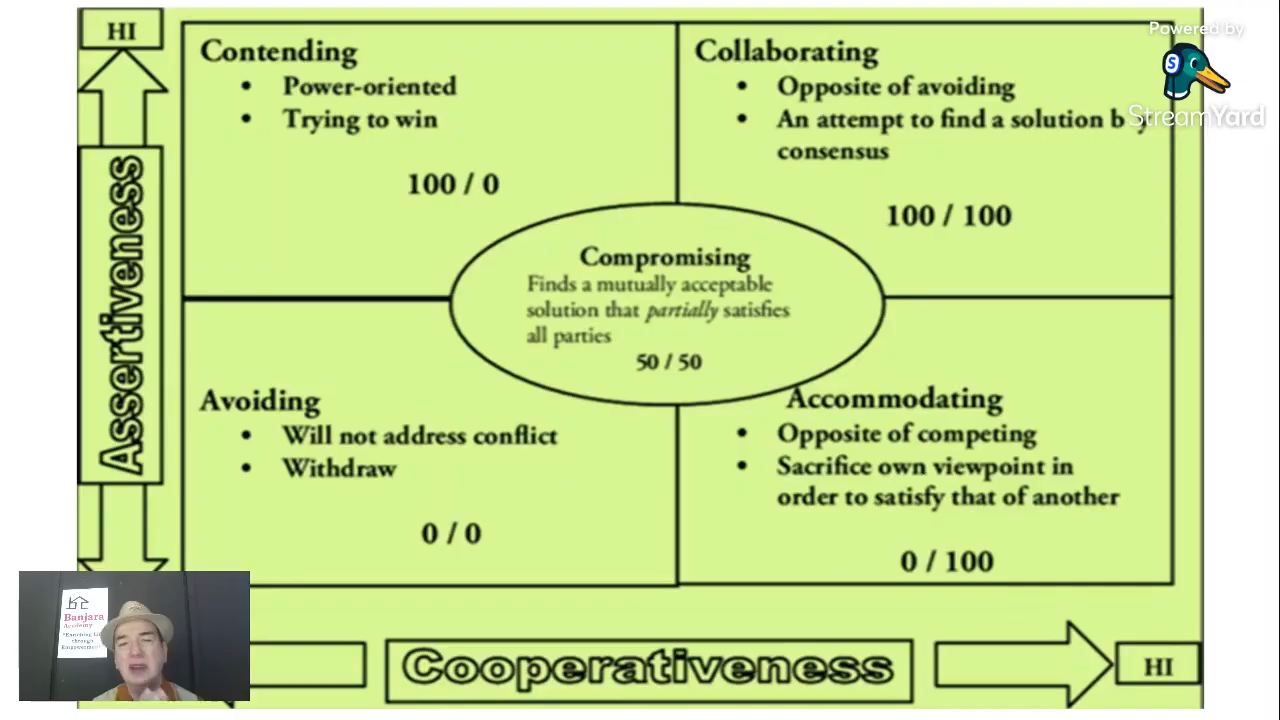 HI
Powered by
StreamYard
Assertiveness
Contending
• Power-oriented
• Trying to win
100 / 0
Collaborating
• Opposite of avoiding
• An attempt to find a solution by
consensus
100 / 100
Compromising
Finds a mutually acceptable
solution that partially satisfies
all parties
50 / 50
Avoiding
• Will not address conflict
• Withdraw
0 / 0
Accommodating
• Opposite of competing
• Sacrifice own viewpoint in
order to satisfy that of another
0 / 100
Banjara
Academy
through
Cooperativeness
HI